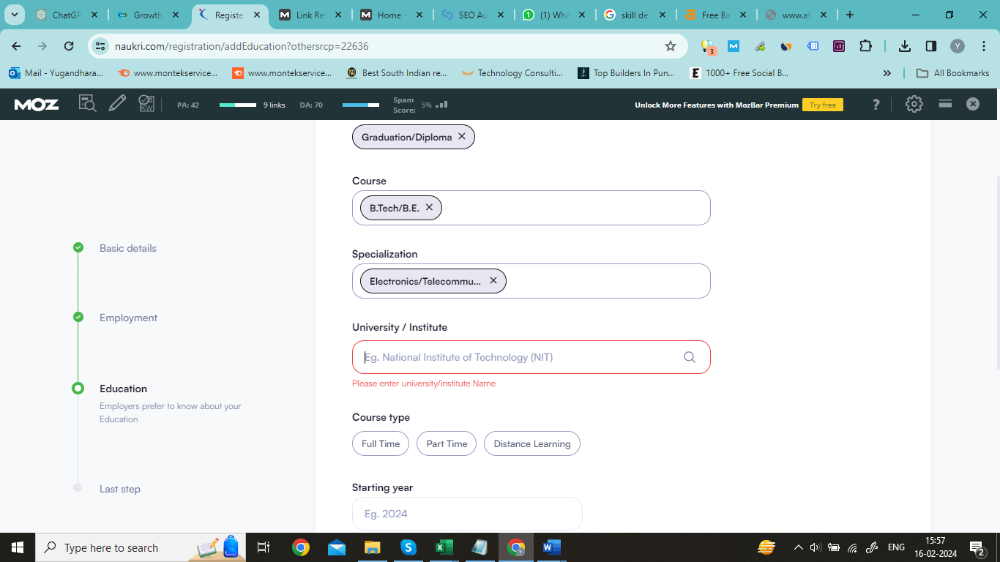 ChatGP
Growth
Registe
Link Re
Home -
SEO Au
(1) Wha
skill de
Free Ba
www.af
naukri.com/registration/addEducation?othersrcp=22636
3
Y
Mail - Yugandhara...
www.montekservice...
www.montekservice...
Best South Indian re...
Technology Consulti...
Top Builders In Pun...
1000+ Free Social B...
All Bookmarks
MOZ
KW
PA: 42
9 links
DA: 70
Spam
Score:
5%
Unlock More Features with MozBar Premium
Try free
Graduation/Diploma
Course
B.Tech/B.E.
Specialization
Electronics/Telecommu...
University / Institute
Eg. National Institute of Technology (NIT)
Please enter university/institute Name
Course type
Full Time
Part Time
Distance Learning
Starting year
Eg. 2024
Basic details
Employment
Education
Employers prefer to know about your
Education
Last step
Type here to search
ENG
15:57
16-02-2024
2